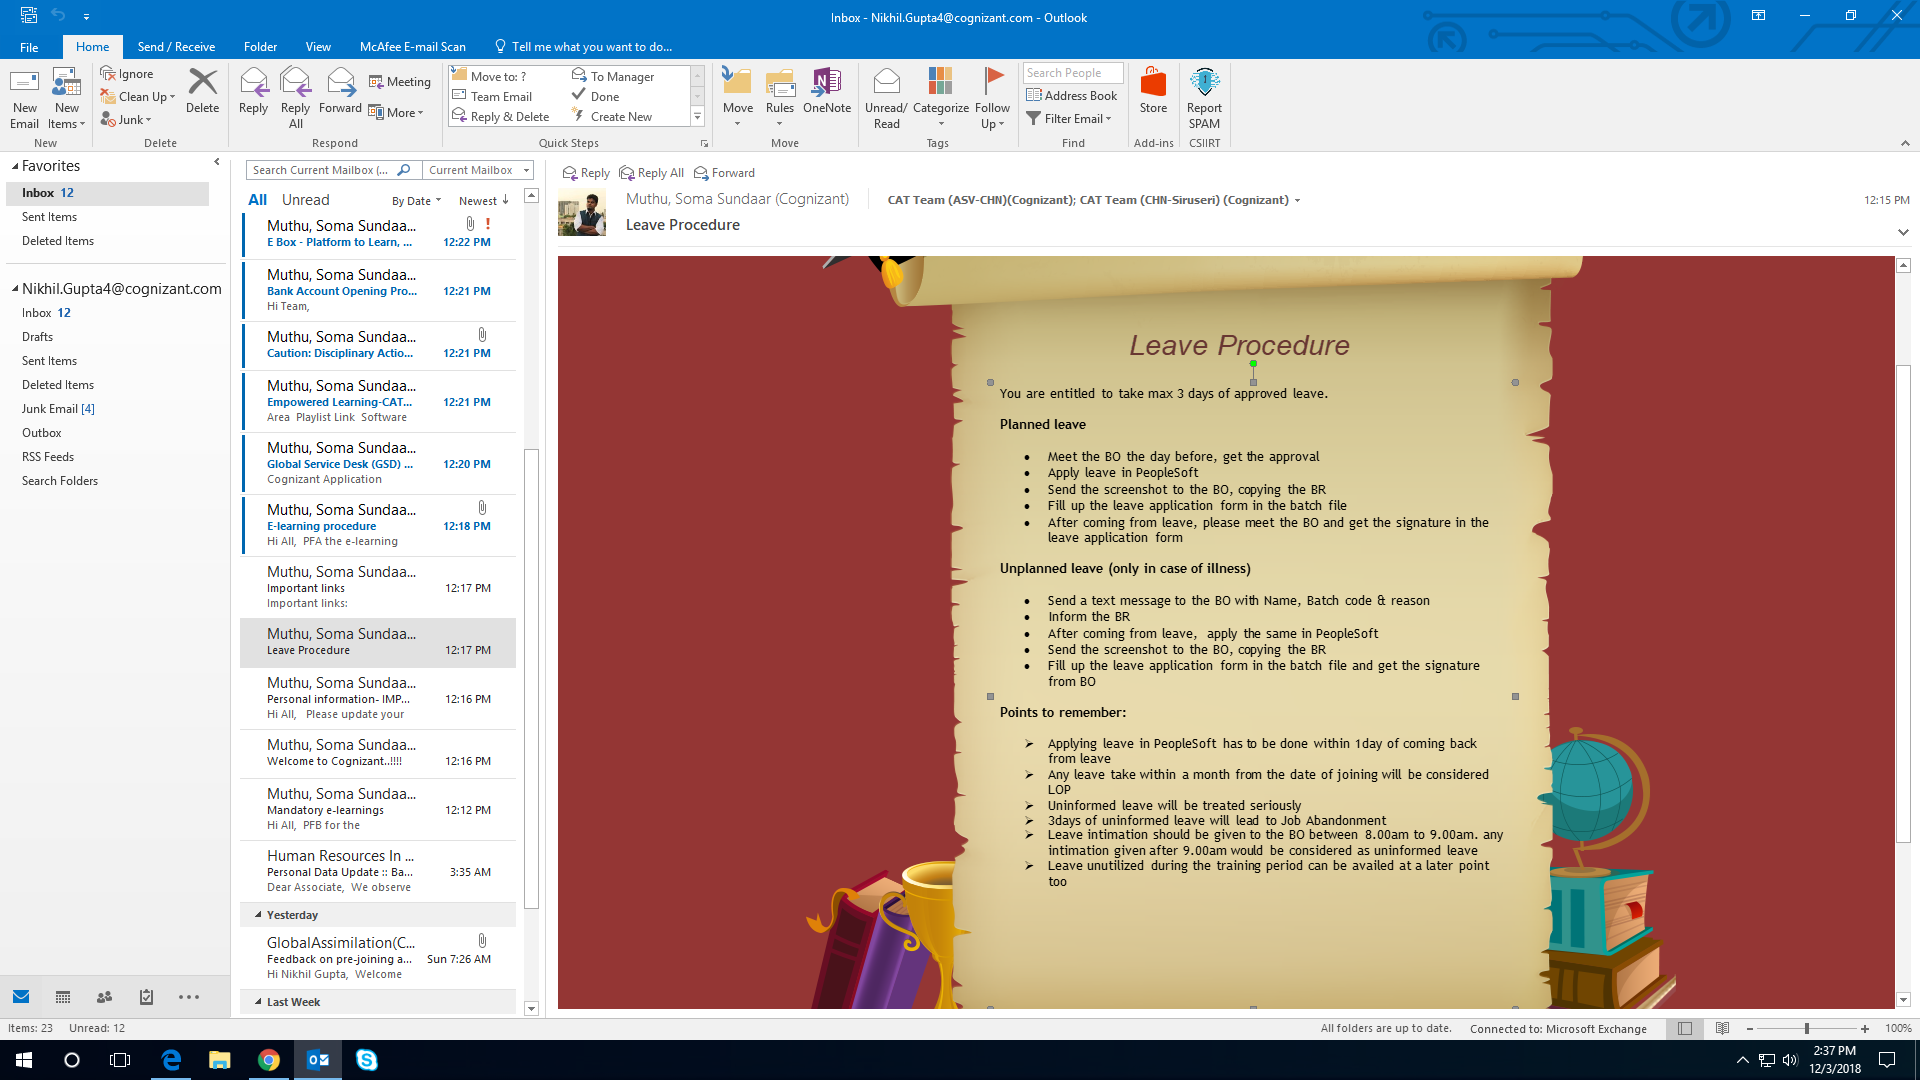 Inbox - Nikhil.Gupta4@cognizant.com - Outlook
File Home Send / Receive Folder View McAfee E-mail Scan Tell me what you want to do...
New Email
New Items
New
Ignore
Clean Up
Junk
Delete
Delete
Reply
Reply All
Forward
Meeting
More
Respond
Move to: ?
Team Email
Reply & Delete
To Manager
Done
Create New
Quick Steps
Move
Rules
OneNote
Move
Unread/ Read
Categorize
Follow Up
Tags
Search People
Address Book
Filter Email
Find
Store
Add-ins
Report SPAM
CSIIRT
Favorites
Inbox 12
Sent Items
Deleted Items
Nikhil.Gupta4@cognizant.com
Inbox 12
Drafts
Sent Items
Deleted Items
Junk Email [4]
Outbox
RSS Feeds
Search Folders
Search Current Mailbox (... Current Mailbox
All Unread By Date Newest
Muthu, Soma Sundaa... !
E Box - Platform to Learn, ... 12:22 PM
Muthu, Soma Sundaa...
Bank Account Opening Pro... 12:21 PM
Hi Team,
Muthu, Soma Sundaa...
Caution: Disciplinary Actio... 12:21 PM
Muthu, Soma Sundaa...
Empowered Learning-CAT... 12:21 PM
Area Playlist Link Software
Muthu, Soma Sundaa...
Global Service Desk (GSD) ... 12:20 PM
Cognizant Application
Muthu, Soma Sundaa...
E-learning procedure 12:18 PM
Hi All, PFA the e-learning
Muthu, Soma Sundaa...
Important links 12:17 PM
Important links:
Muthu, Soma Sundaa...
Leave Procedure 12:17 PM
Muthu, Soma Sundaa...
Personal information- IMP... 12:16 PM
Hi All, Please update your
Muthu, Soma Sundaa...
Welcome to Cognizant..!!!! 12:16 PM
Muthu, Soma Sundaa...
Mandatory e-learnings 12:12 PM
Hi All, PFB for the
Human Resources In ...
Personal Data Update :: Ba... 3:35 AM
Dear Associate, We observe
Yesterday
GlobalAssimilation(C...
Feedback on pre-joining a... Sun 7:26 AM
Hi Nikhil Gupta, Welcome
Last Week
Reply Reply All Forward
Muthu, Soma Sundaar (Cognizant) CAT Team (ASV-CHN)(Cognizant); CAT Team (CHN-Siruseri) (Cognizant) 12:15 PM
Leave Procedure
Leave Procedure
You are entitled to take max 3 days of approved leave.
Planned leave
• Meet the BO the day before, get the approval
• Apply leave in PeopleSoft
• Send the screenshot to the BO, copying the BR
• Fill up the leave application form in the batch file
• After coming from leave, please meet the BO and get the signature in the
leave application form
Unplanned leave (only in case of illness)
• Send a text message to the BO with Name, Batch code & reason
• Inform the BR
• After coming from leave, apply the same in PeopleSoft
• Send the screenshot to the BO, copying the BR
• Fill up the leave application form in the batch file and get the signature
from BO
Points to remember:
➢ Applying leave in PeopleSoft has to be done within 1day of coming back
from leave
➢ Any leave take within a month from the date of joining will be considered
LOP
➢ Uninformed leave will be treated seriously
➢ 3days of uninformed leave will lead to Job Abandonment
➢ Leave intimation should be given to the BO between 8.00am to 9.00am. any
intimation given after 9.00am would be considered as uninformed leave
➢ Leave unutilized during the training period can be availed at a later point
too
Items: 23 Unread: 12 All folders are up to date. Connected to: Microsoft Exchange 100%
2:37 PM
12/3/2018